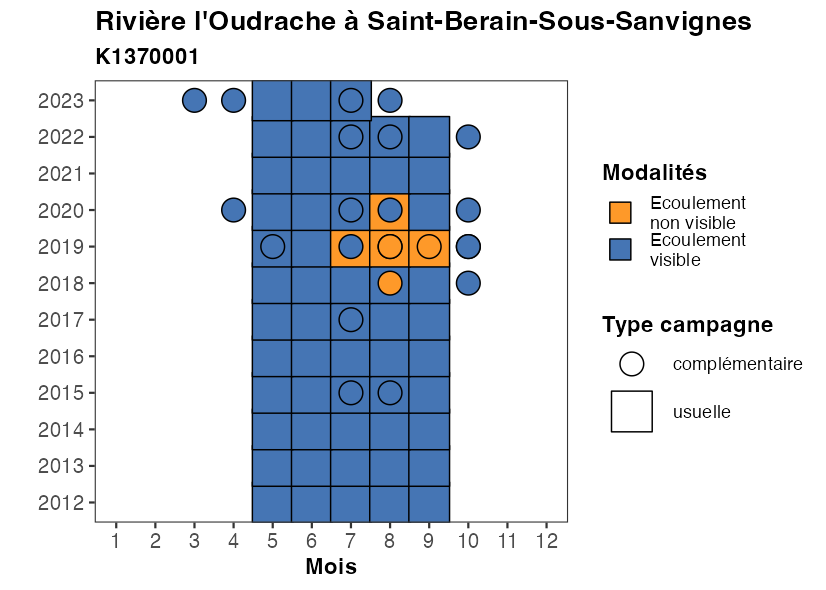 Rivière l'Oudrache à Saint-Berain-Sous-Sanvignes
K1370001
2023
2022
2021
2020
2019
2018
2017
2016
2015
2014
2013
2012
1 2 3 4 5 6 7 8 9 10 11 12
Mois
Modalités
Ecoulement
non visible
Ecoulement
visible
Type campagne
complémentaire
usuelle